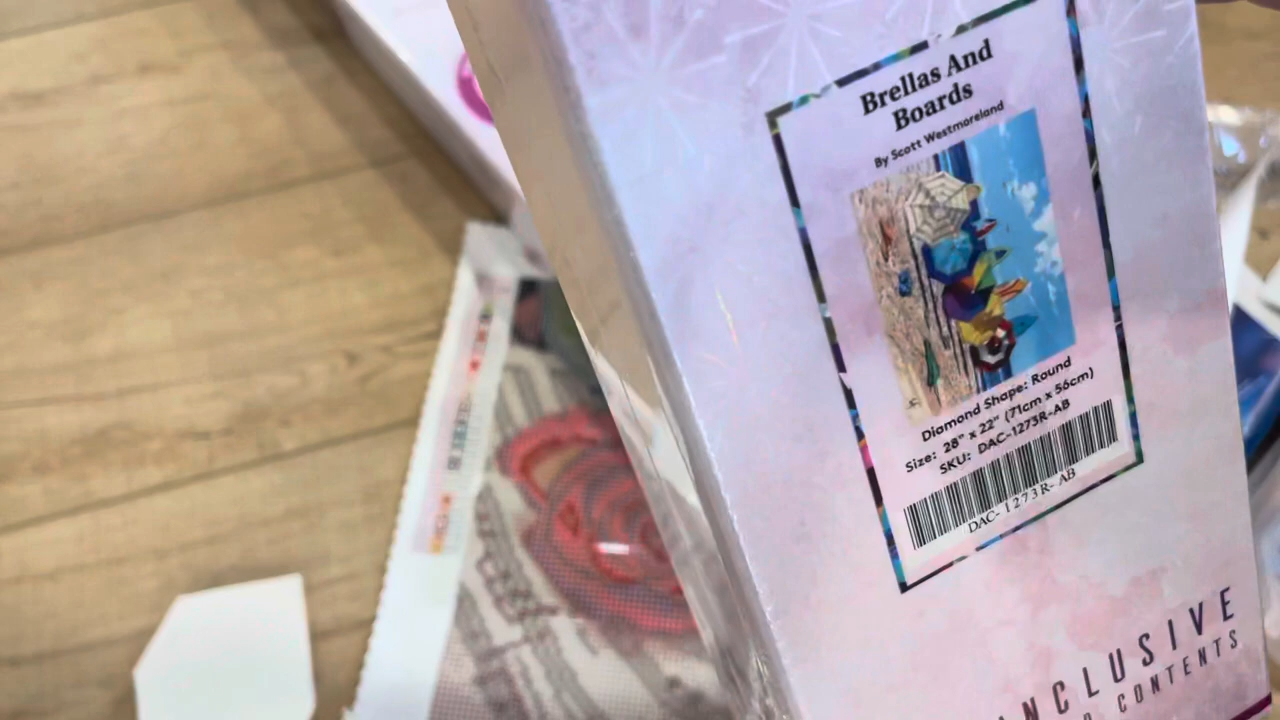 Brellas And
Boards
By Scott Westmoreland
Diamond Shape: Round
Size: 28" x 22" (71cm x 56cm)
SKU: DAC-1273R-AB
DAC-1273R-AB
INCLUSIVE
CONTENTS